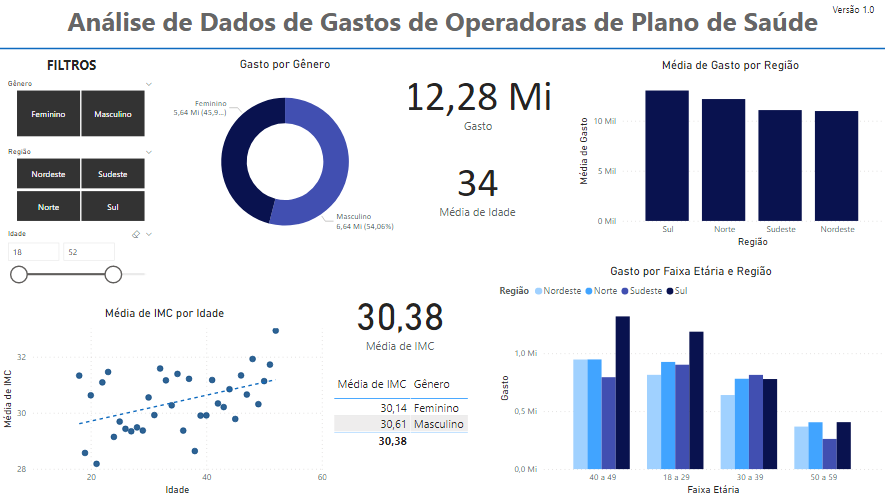 Análise de Dados de Gastos de Operadoras de Plano de Saúde
Versão 1.0
FILTROS
Gênero
Feminino
Masculino
Região
Nordeste
Sudeste
Norte
Sul
Idade
18
52
Gasto por Gênero
Feminino
5,64 Mi (45,9...)
Masculino
6,64 Mi (54,06%)
12,28 Mi
Gasto
34
Média de Idade
Média de Gasto por Região
Média de Gasto
10 Mil
5 Mil
0 Mil
Sul
Norte
Sudeste
Nordeste
Região
Média de IMC por Idade
Média de IMC
32
30
28
20
40
60
Idade
30,38
Média de IMC
Média de IMC Gênero
30,14 Feminino
30,61 Masculino
30,38
Gasto por Faixa Etária e Região
Região Nordeste Norte Sudeste Sul
Gasto
1,0 Mi
0,5 Mi
0,0 Mi
40 a 49
18 a 29
30 a 39
50 a 59
Faixa Etária